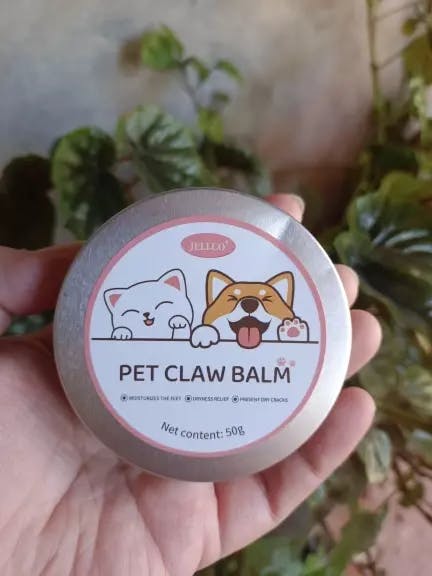 JELLCO®
PET CLAW BALM
MOISTURIZES THE FEET DRYNESS RELIEF PREVENT DRY CRACKS
Net content: 50g